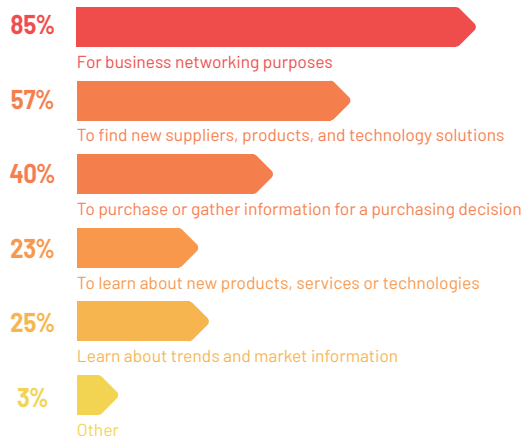 85%
For business networking purposes
57%
To find new suppliers, products, and technology solutions
40%
To purchase or gather information for a purchasing decision
23%
To learn about new products, services or technologies
25%
Learn about trends and market information
3%
Other